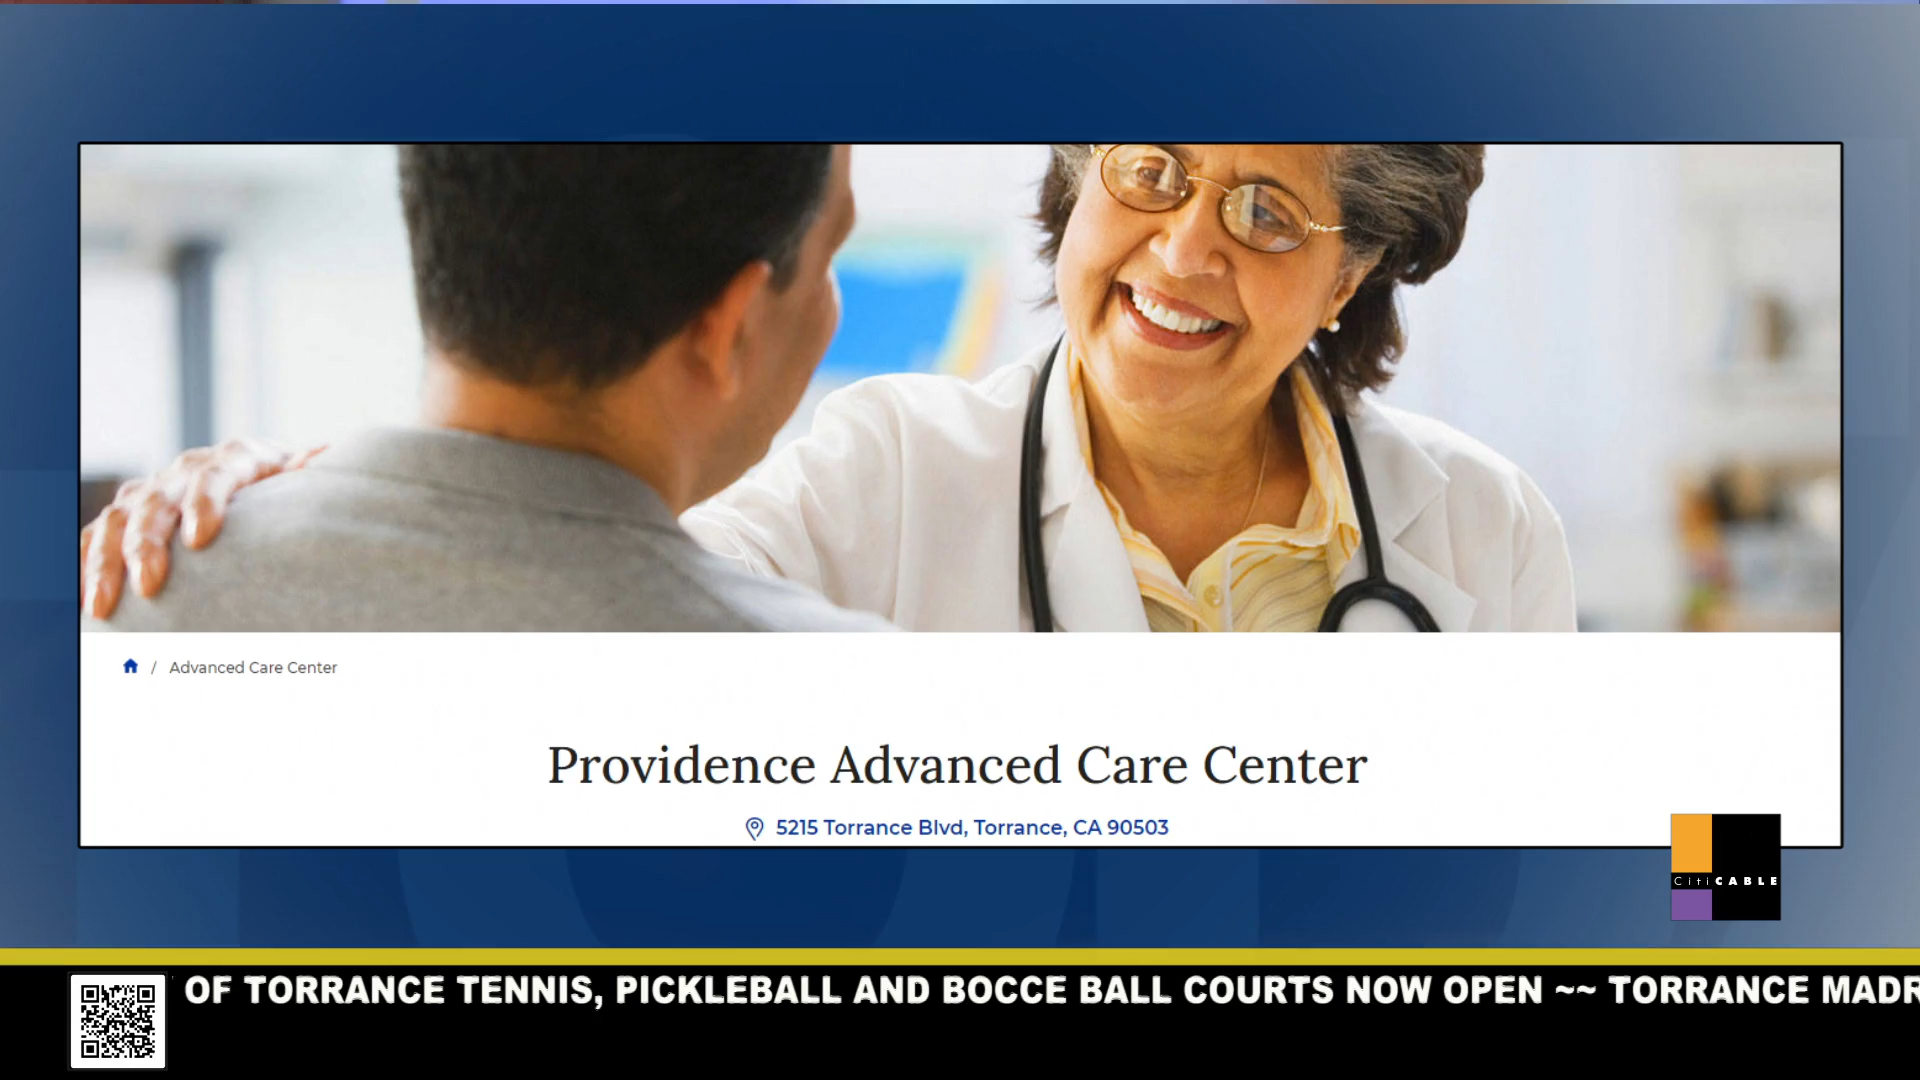 / Advanced Care Center
Providence Advanced Care Center
5215 Torrance Blvd, Torrance, CA 90503
CitiCABLE
OF TORRANCE TENNIS, PICKLEBALL AND BOCCE BALL COURTS NOW OPEN ~~ TORRANCE MADR